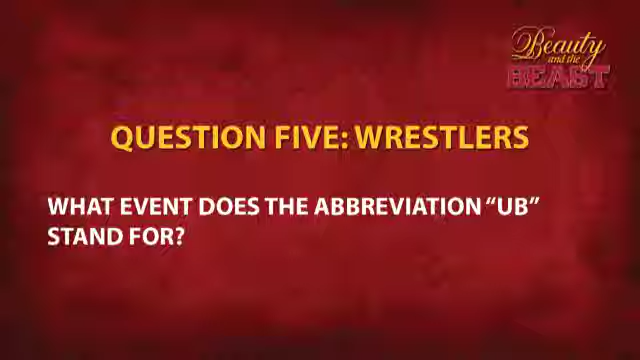 Beauty
and the
BEAST
QUESTION FIVE: WRESTLERS
WHAT EVENT DOES THE ABBREVIATION “UB”
STAND FOR?